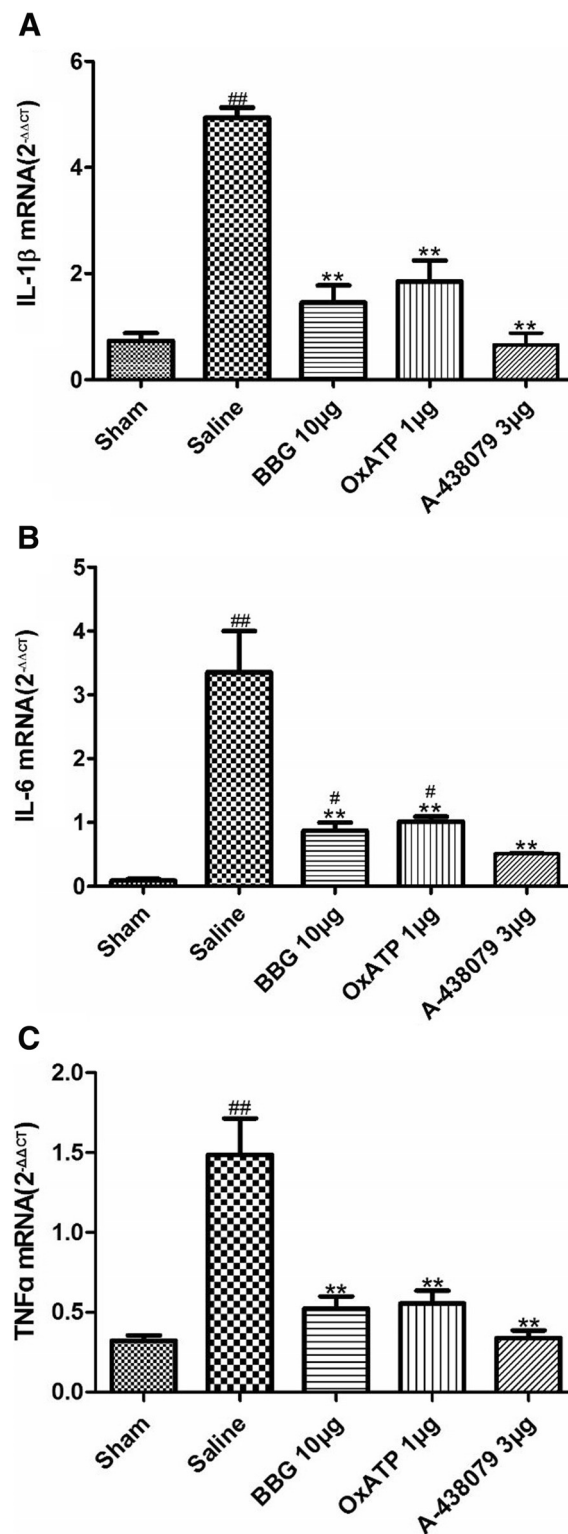 A
IL-1β mRNA(2-ΔΔCT)
6
4
2
0
##
**
**
**
Sham
Saline
BBG 10µg
OxATP 1µg
A-438079 3µg
B
IL-6 mRNA(2-ΔΔCT)
5
4
3
2
1
0
##
#
**
#
**
**
Sham
Saline
BBG 10µg
OxATP 1µg
A-438079 3µg
C
TNFα mRNA(2-ΔΔCT)
2.0
1.5
1.0
0.5
0.0
##
**
**
**
Sham
Saline
BBG 10µg
OxATP 1µg
A-438079 3µg